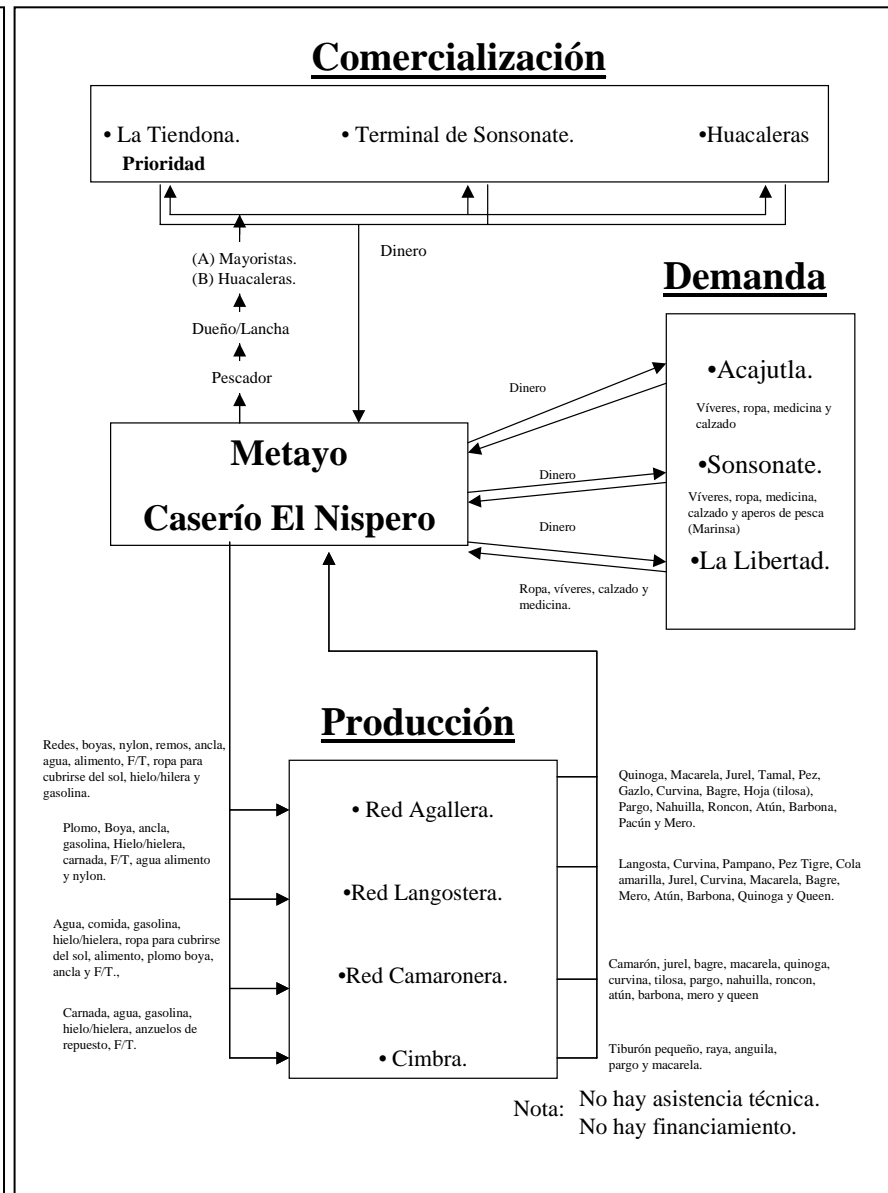 Comercialización
• La Tiendona.
Prioridad
• Terminal de Sonsonate.
•Huacaleras
(A) Mayoristas.
(B) Huacaleras.
Dinero
Dueño/Lancha
Pescador
Demanda
•Acajutla.
Víveres, ropa, medicina y
calzado
•Sonsonate.
Víveres, ropa, medicina,
calzado y aperos de pesca
(Marinsa)
•La Libertad.
Dinero
Dinero
Dinero
Ropa, víveres, calzado y
medicina.
Metayo
Caserío El Nispero
Producción
Redes, boyas, nylon, remos, ancla,
agua, alimento, F/T, ropa para
cubrirse del sol, hielo/hilera y
gasolina.
Plomo, Boya, ancla,
gasolina, Hielo/hielera,
carnada, F/T, agua alimento
y nylon.
Agua, comida, gasolina,
hielo/hielera, ropa para cubrirse
del sol, alimento, plomo boya,
ancla y F/T.,
Carnada, agua, gasolina,
hielo/hielera, anzuelos de
repuesto, F/T.
• Red Agallera.
•Red Langostera.
•Red Camaronera.
• Cimbra.
Quinoga, Macarela, Jurel, Tamal, Pez,
Gazlo, Curvina, Bagre, Hoja (tilosa),
Pargo, Nahuilla, Roncon, Atún, Barbona,
Pacún y Mero.
Langosta, Curvina, Pampano, Pez Tigre, Cola
amarilla, Jurel, Curvina, Macarela, Bagre,
Mero, Atún, Barbona, Quinoga y Queen.
Camarón, jurel, bagre, macarela, quinoga,
curvina, tilosa, pargo, nahuilla, roncon,
atún, barbona, mero y queen
Tiburón pequeño, raya, anguila,
pargo y macarela.
Nota: No hay asistencia técnica.
No hay financiamiento.